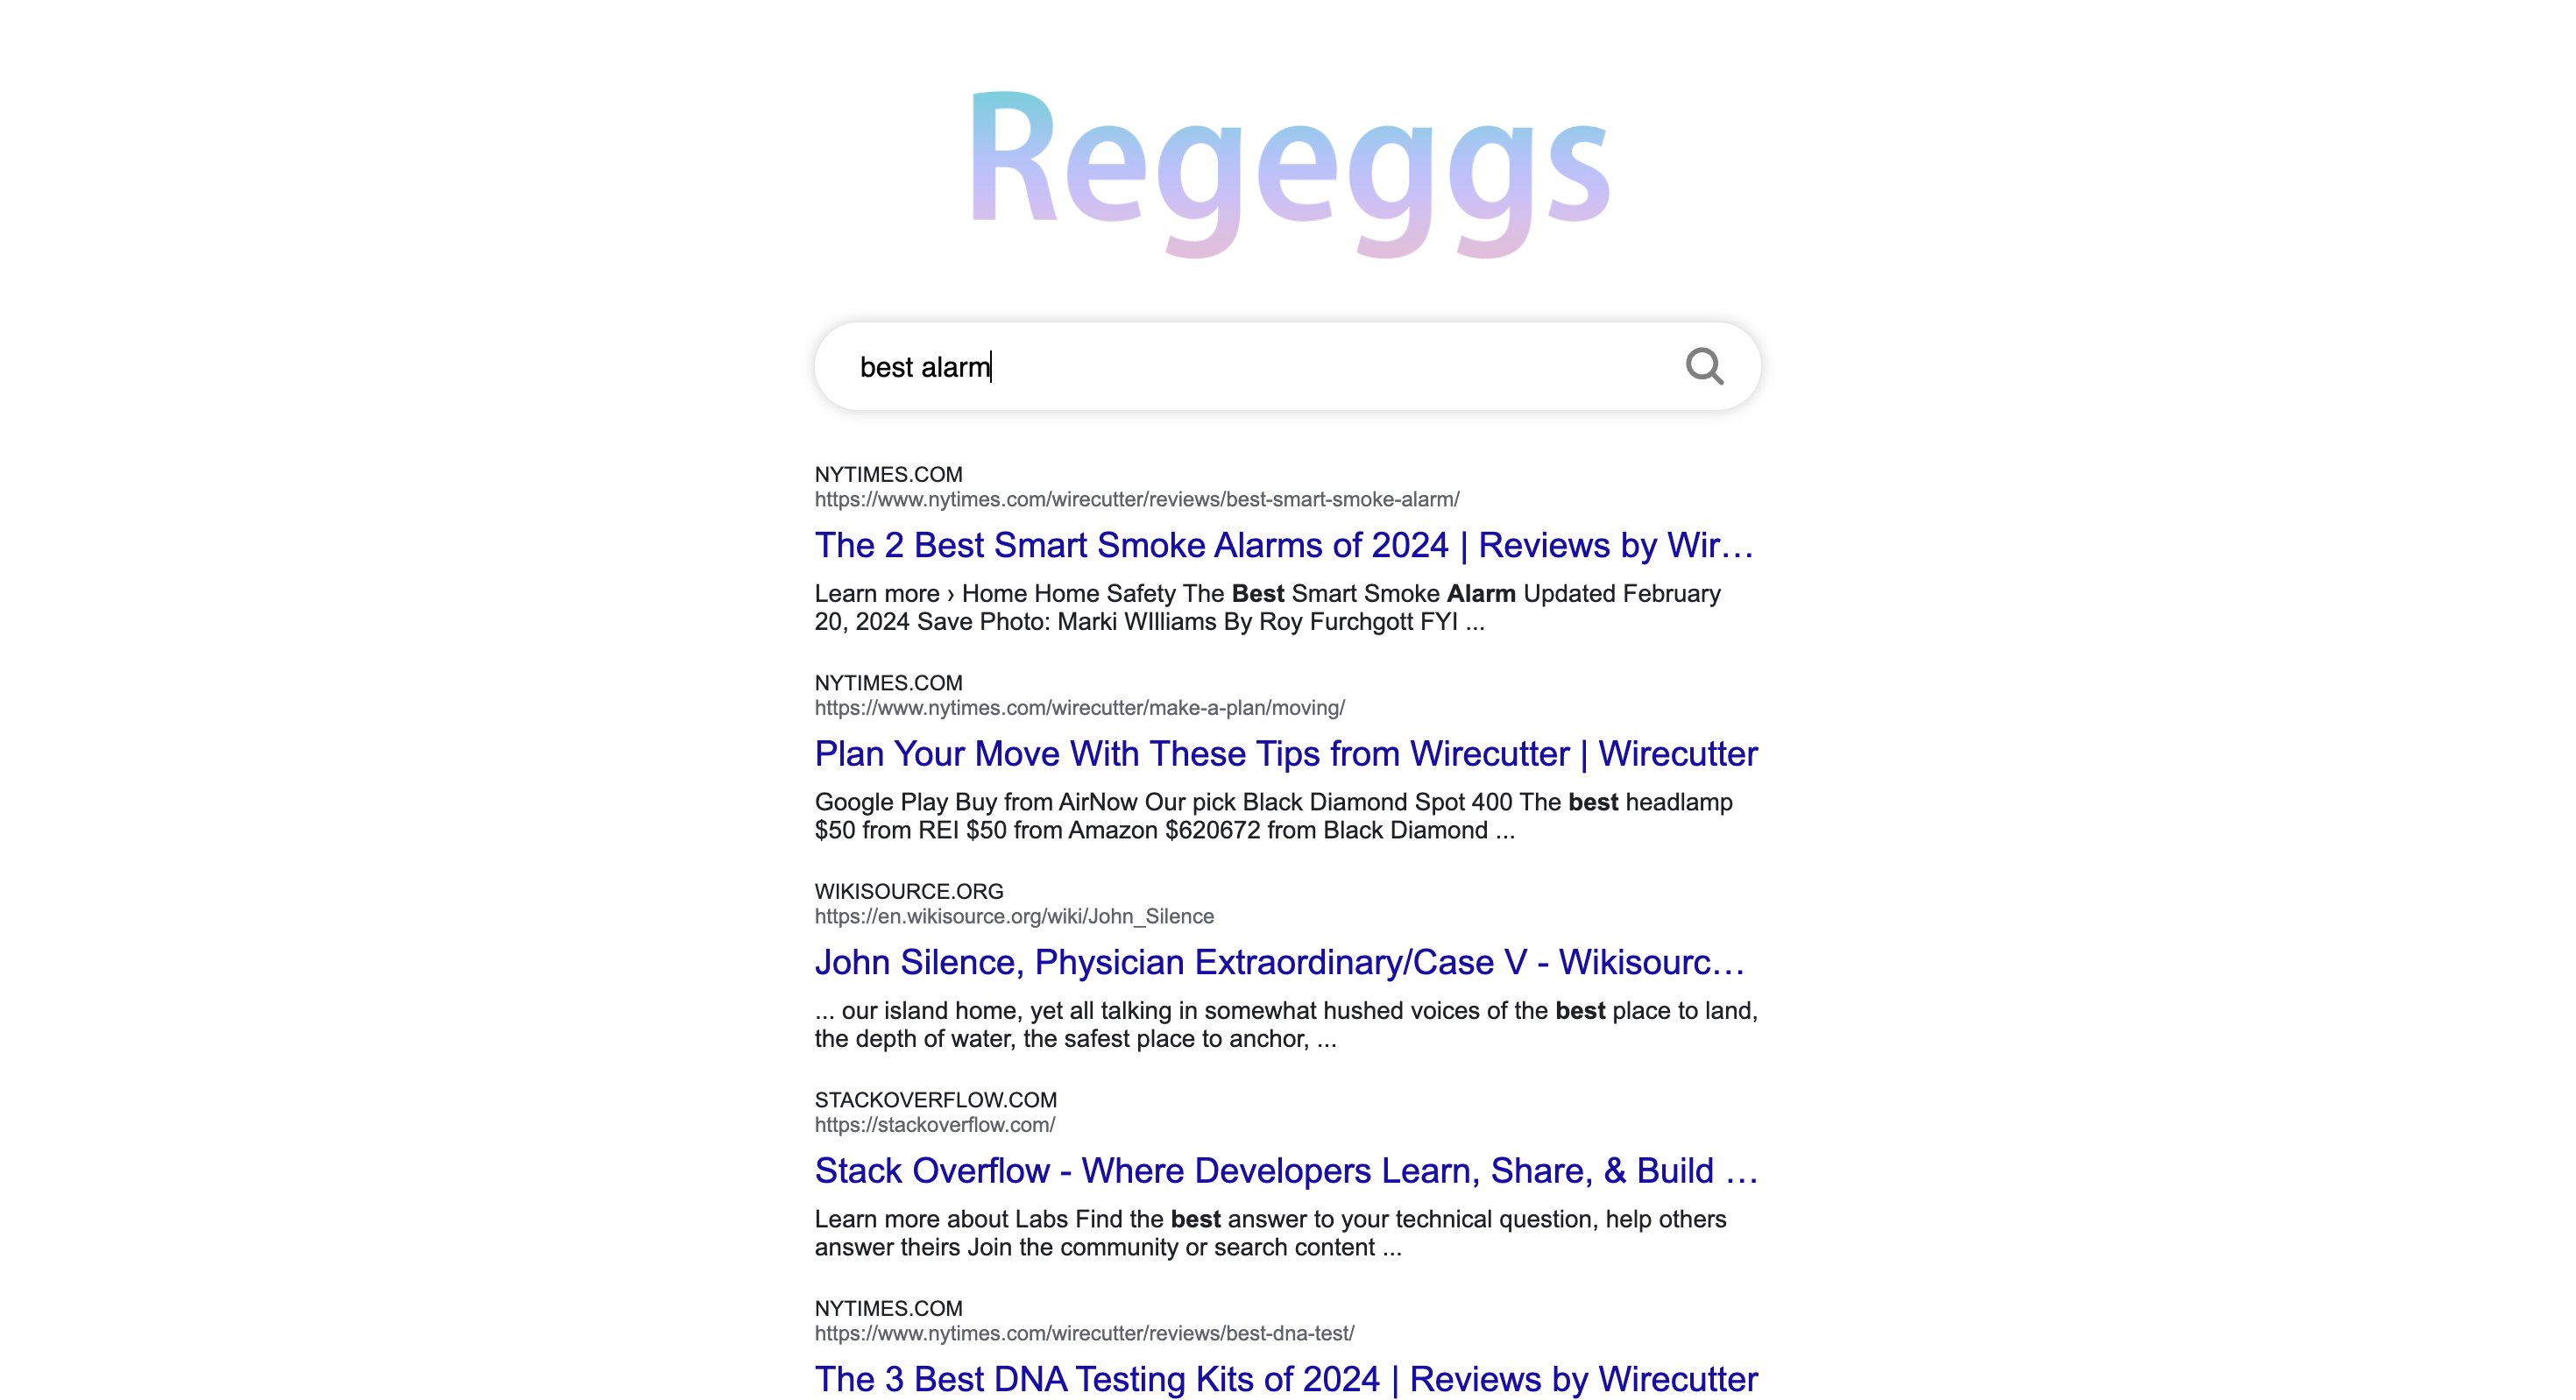 Regeggs
best alarm
NYTIMES.COM
https://www.nytimes.com/wirecutter/reviews/best-smart-smoke-alarm/
The 2 Best Smart Smoke Alarms of 2024 | Reviews by Wir...
Learn more › Home Home Safety The Best Smart Smoke Alarm Updated February
20, 2024 Save Photo: Marki WIlliams By Roy Furchgott FYI ...
NYTIMES.COM
https://www.nytimes.com/wirecutter/make-a-plan/moving/
Plan Your Move With These Tips from Wirecutter | Wirecutter
Google Play Buy from AirNow Our pick Black Diamond Spot 400 The best headlamp
$50 from REI $50 from Amazon $620672 from Black Diamond ...
WIKISOURCE.ORG
https://en.wikisource.org/wiki/John_Silence
John Silence, Physician Extraordinary/Case V - Wikisourc...
... our island home, yet all talking in somewhat hushed voices of the best place to land,
the depth of water, the safest place to anchor, ...
STACKOVERFLOW.COM
https://stackoverflow.com/
Stack Overflow - Where Developers Learn, Share, & Build ...
Learn more about Labs Find the best answer to your technical question, help others
answer theirs Join the community or search content ...
NYTIMES.COM
https://www.nytimes.com/wirecutter/reviews/best-dna-test/
The 3 Best DNA Testing Kits of 2024 | Reviews by Wirecutter